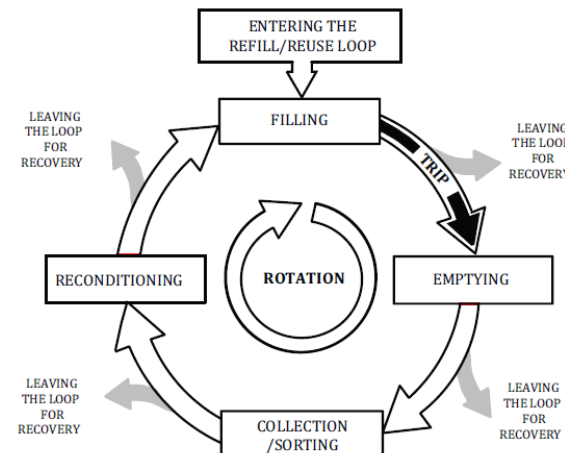 ENTERING THE
REFILL/REUSE LOOP
FILLING
LEAVING
THE LOOP
FOR
RECOVERY
TRIP
LEAVING
THE LOOP
FOR
RECOVERY
RECONDITIONING
ROTATION
EMPTYING
LEAVING
THE LOOP
FOR
RECOVERY
COLLECTION
/SORTING
LEAVING
THE LOOP
FOR
RECOVERY